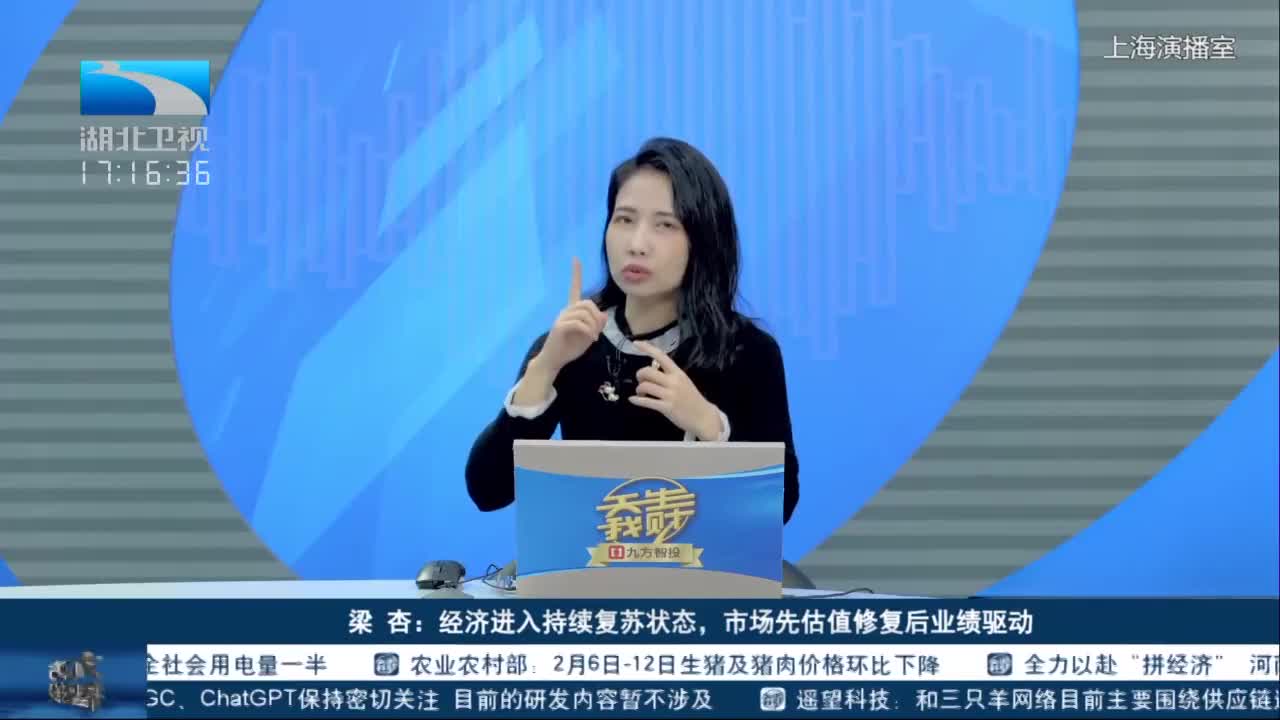 上海演播室
湖北卫视
17:16:36
天生我财
九方智投
梁 杏：经济进入持续复苏状态，市场先估值修复后业绩驱动
全社会用电量一半 农业农村部：2月6日-12日生猪及猪肉价格环比下降 全力以赴“拼经济” 河南
GC、ChatGPT保持密切关注 目前的研发内容暂不涉及 遥望科技：和三只羊网络目前主要围绕供应链